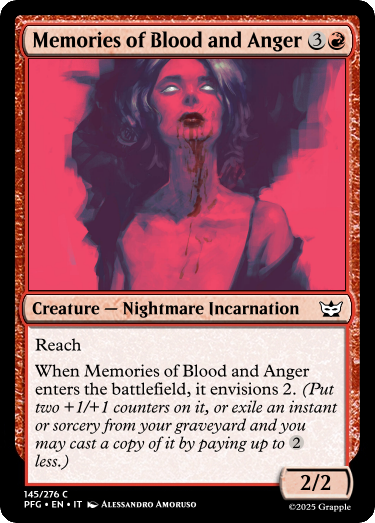 Memories of Blood and Anger 3
Creature — Nightmare Incarnation
Reach
When Memories of Blood and Anger
enters the battlefield, it envisions 2. (Put
two +1/+1 counters on it, or exile an instant
or sorcery from your graveyard and you
may cast a copy of it by paying up to 2
less.)
2/2
145/276 C
PFG • EN • IT Alessandro Amoruso
©2025 Grapple